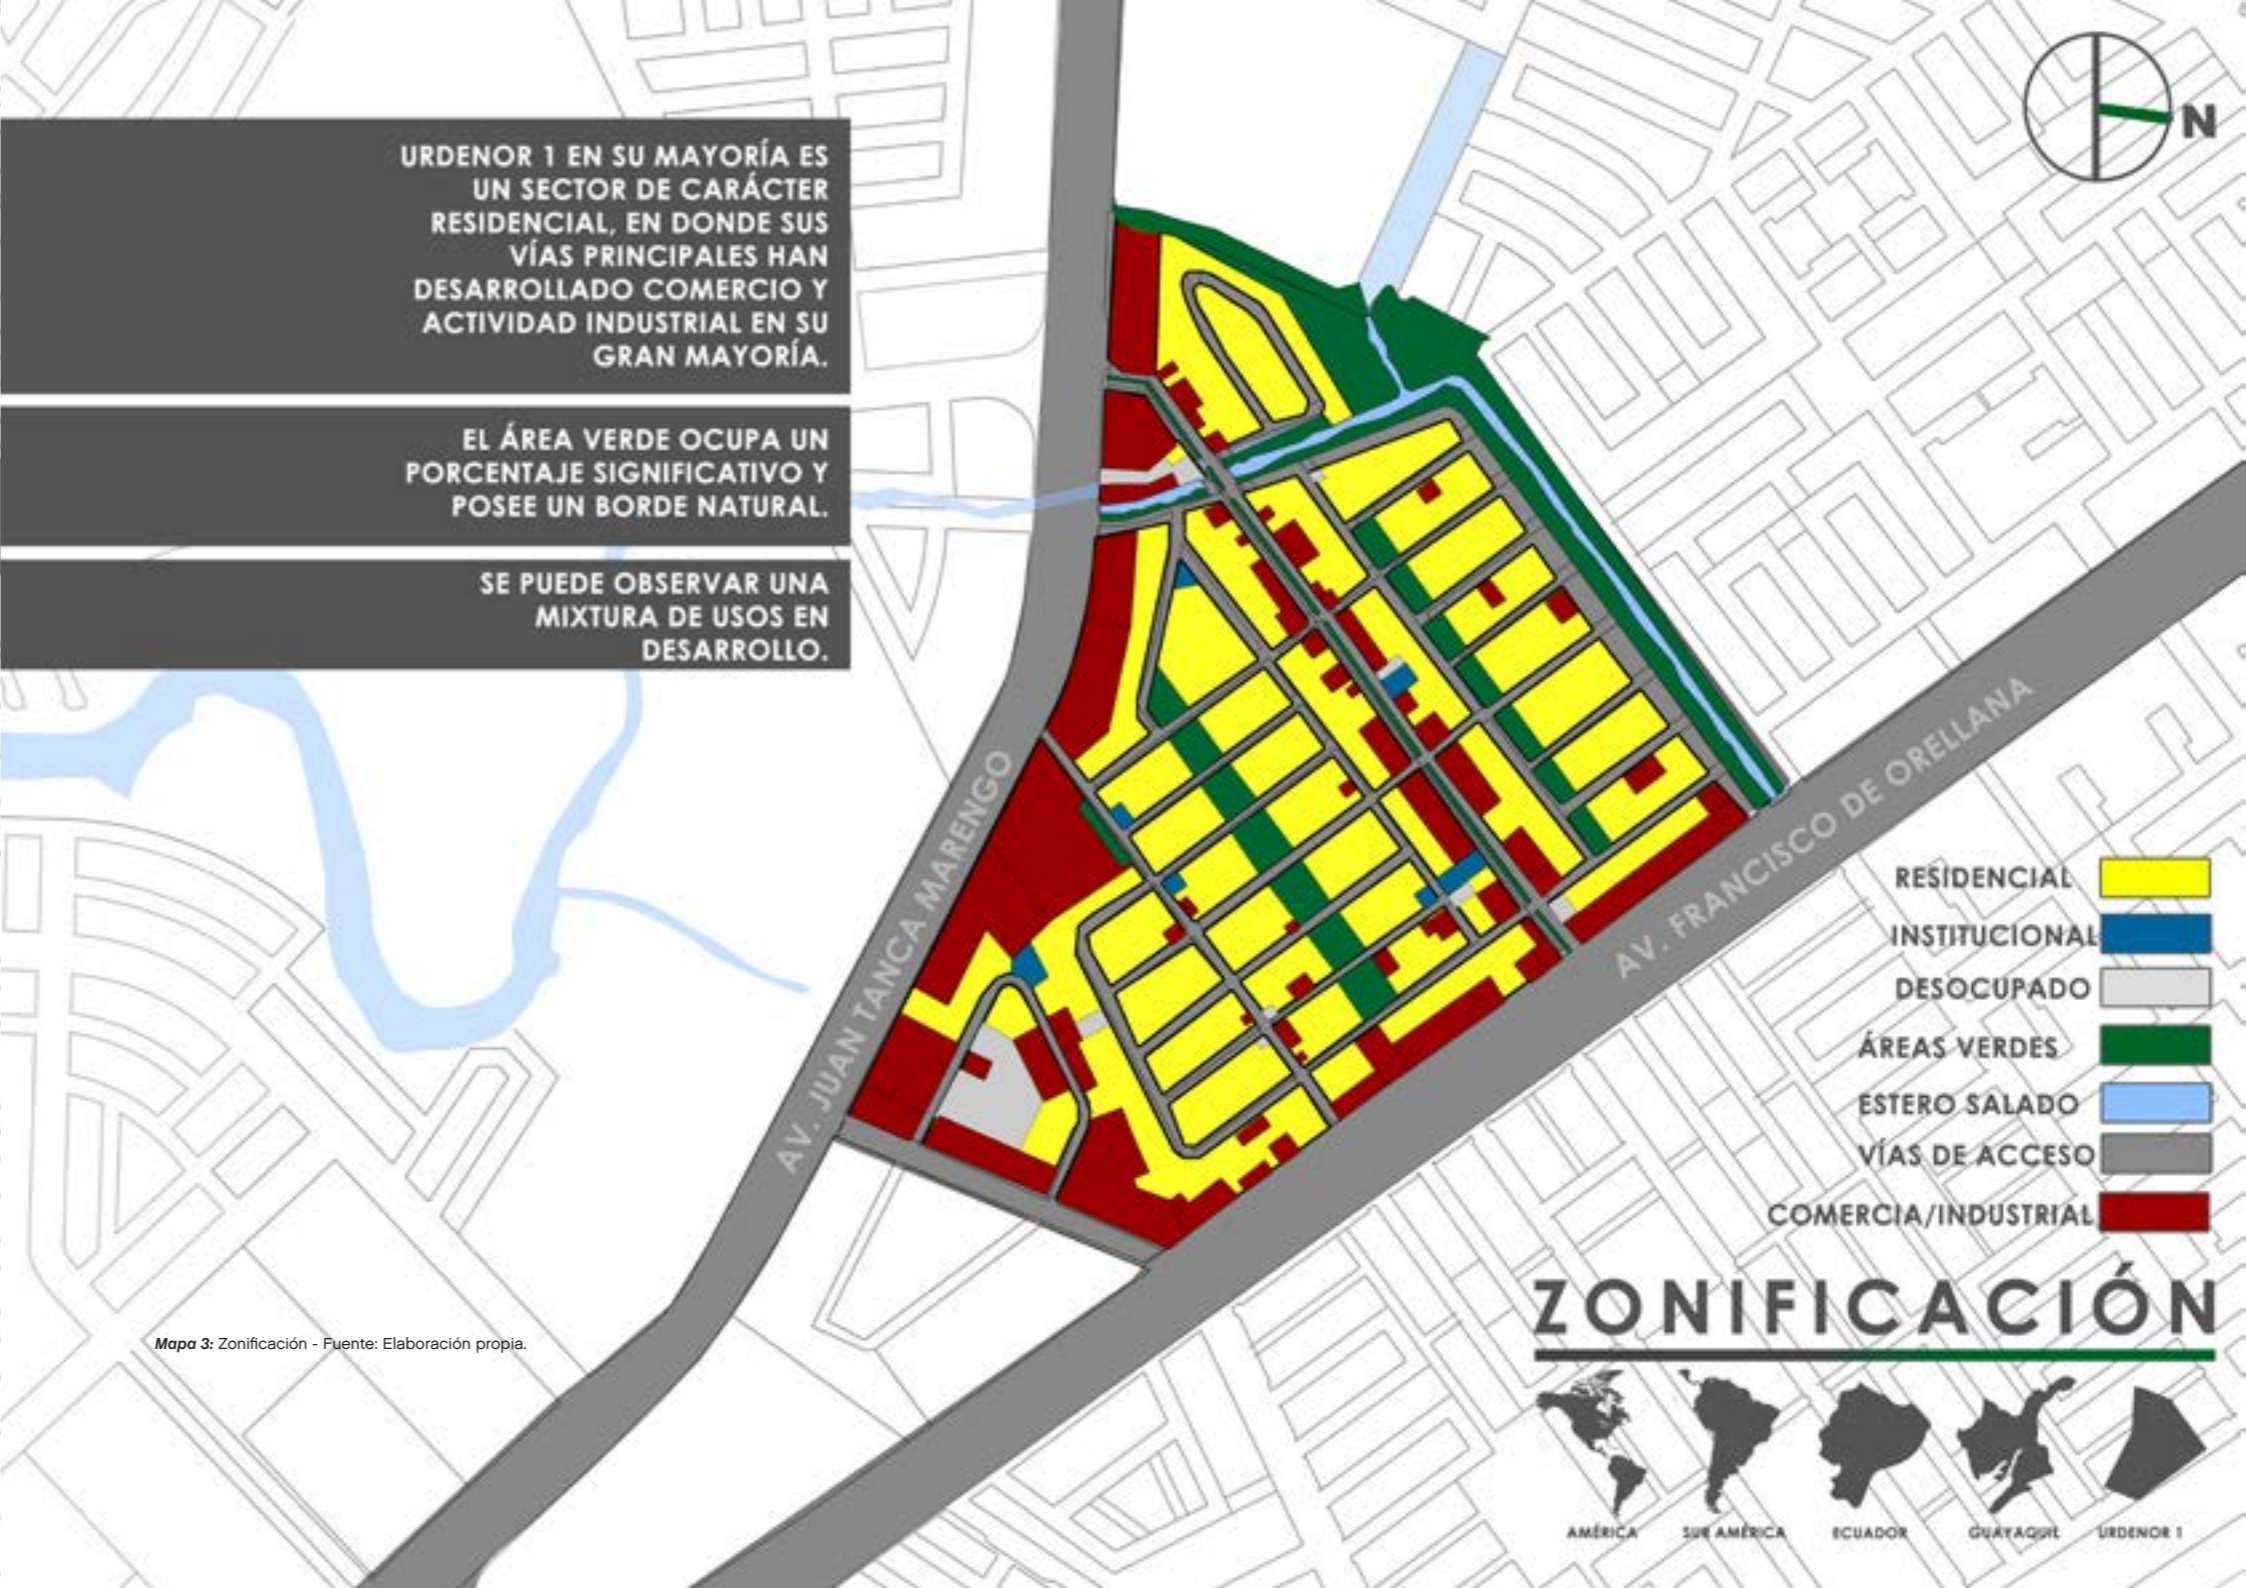 URDENOR 1 EN SU MAYORÍA ES
UN SECTOR DE CARÁCTER
RESIDENCIAL, EN DONDE SUS
VÍAS PRINCIPALES HAN
DESARROLLADO COMERCIO Y
ACTIVIDAD INDUSTRIAL EN SU
GRAN MAYORÍA.
EL ÁREA VERDE OCUPA UN
PORCENTAJE SIGNIFICATIVO Y
POSEE UN BORDE NATURAL.
SE PUEDE OBSERVAR UNA
MIXTURA DE USOS EN
DESARROLLO.
N
AV. JUAN TANCA MARENGO
AV. FRANCISCO DE ORELLANA
RESIDENCIAL
INSTITUCIONAL
DESOCUPADO
ÁREAS VERDES
ESTERO SALADO
VÍAS DE ACCESO
COMERCIA/INDUSTRIAL
ZONIFICACIÓN
AMÉRICA
SUR AMÉRICA
ECUADOR
GUAYAQUIL
URDENOR 1
Mapa 3: Zonificación - Fuente: Elaboración propia.